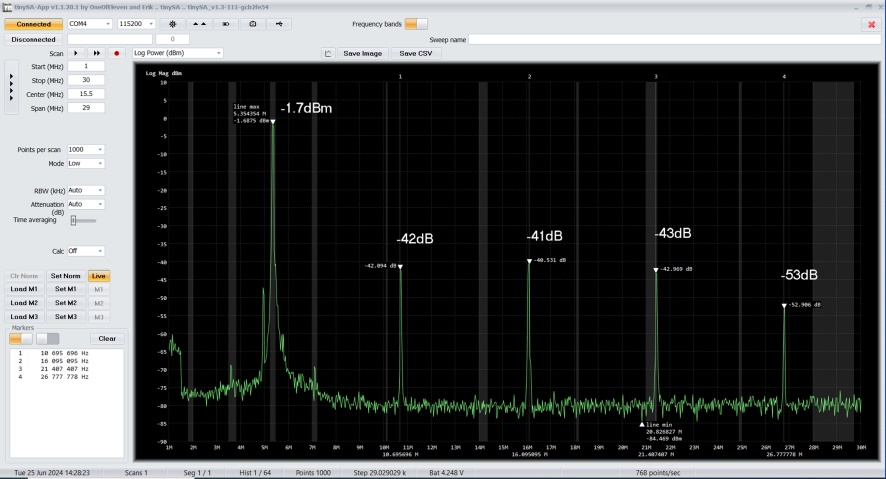 tinySA-App v1.1.20.1 by OneOfEleven and Erik .. tinySA .. tinySA_v1.3-111-gcb2fe54
Connected COM4 115200 Frequency bands
Disconnected 0 Sweep name
Scan Log Power (dBm) Save Image Save CSV
Start (MHz) 1
Stop (MHz) 30
Center (MHz) 15.5
Span (MHz) 29
Points per scan 1000
Mode Low
RBW (kHz) Auto
Attenuation (dB) Auto
Time averaging
Calc Off
Clr Norm Set Norm Live
Load M1 Set M1 M1
Load M2 Set M2 M2
Load M3 Set M3 M3
Markers
Clear
1 10 695 696 Hz
2 16 095 095 Hz
3 21 407 407 Hz
4 26 777 778 Hz
Log Mag dBm
1 2 3 4
10
5
0
-5
-10
-15
-20
-25
-30
-35
-40
-45
-50
-55
-60
-65
-70
-75
-80
-85
-90
line max
5.354354 M
-1.6875 dBm
-1.7dBm
-42dB
-42.094 dB
-41dB
-40.531 dB
-43dB
-42.969 dB
-53dB
-52.906 dB
line min
20.826827 M
-84.469 dBm
1M 2M 3M 4M 5M 6M 7M 8M 9M 10M 11M 12M 13M 14M 15M 16M 17M 18M 19M 20M 21M 22M 23M 24M 25M 26M 27M 28M 29M 30M
10.695696 M 16.095095 M 21.407407 M 26.777778 M
Tue 25 Jun 2024 14:28:23 Scans 1 Seg 1 / 1 Hist 1 / 64 Points 1000 Step 29.029029 k Bat 4.248 V 768 points/sec